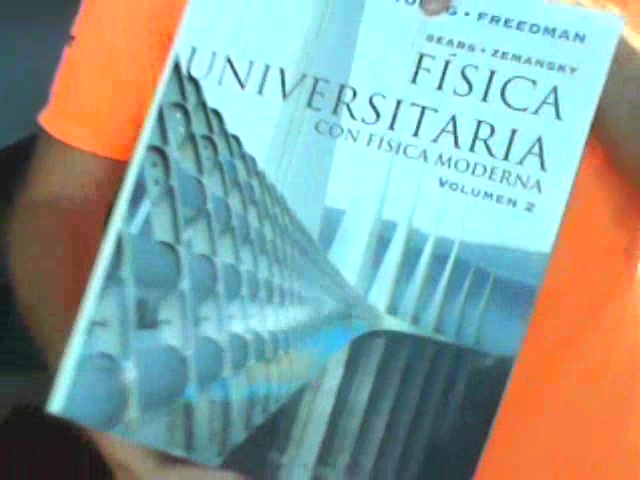 FREEDMAN
SEARS • ZEMANSKY
FÍSICA
UNIVERSITARIA
CON FÍSICA MODERNA
VOLUMEN 2